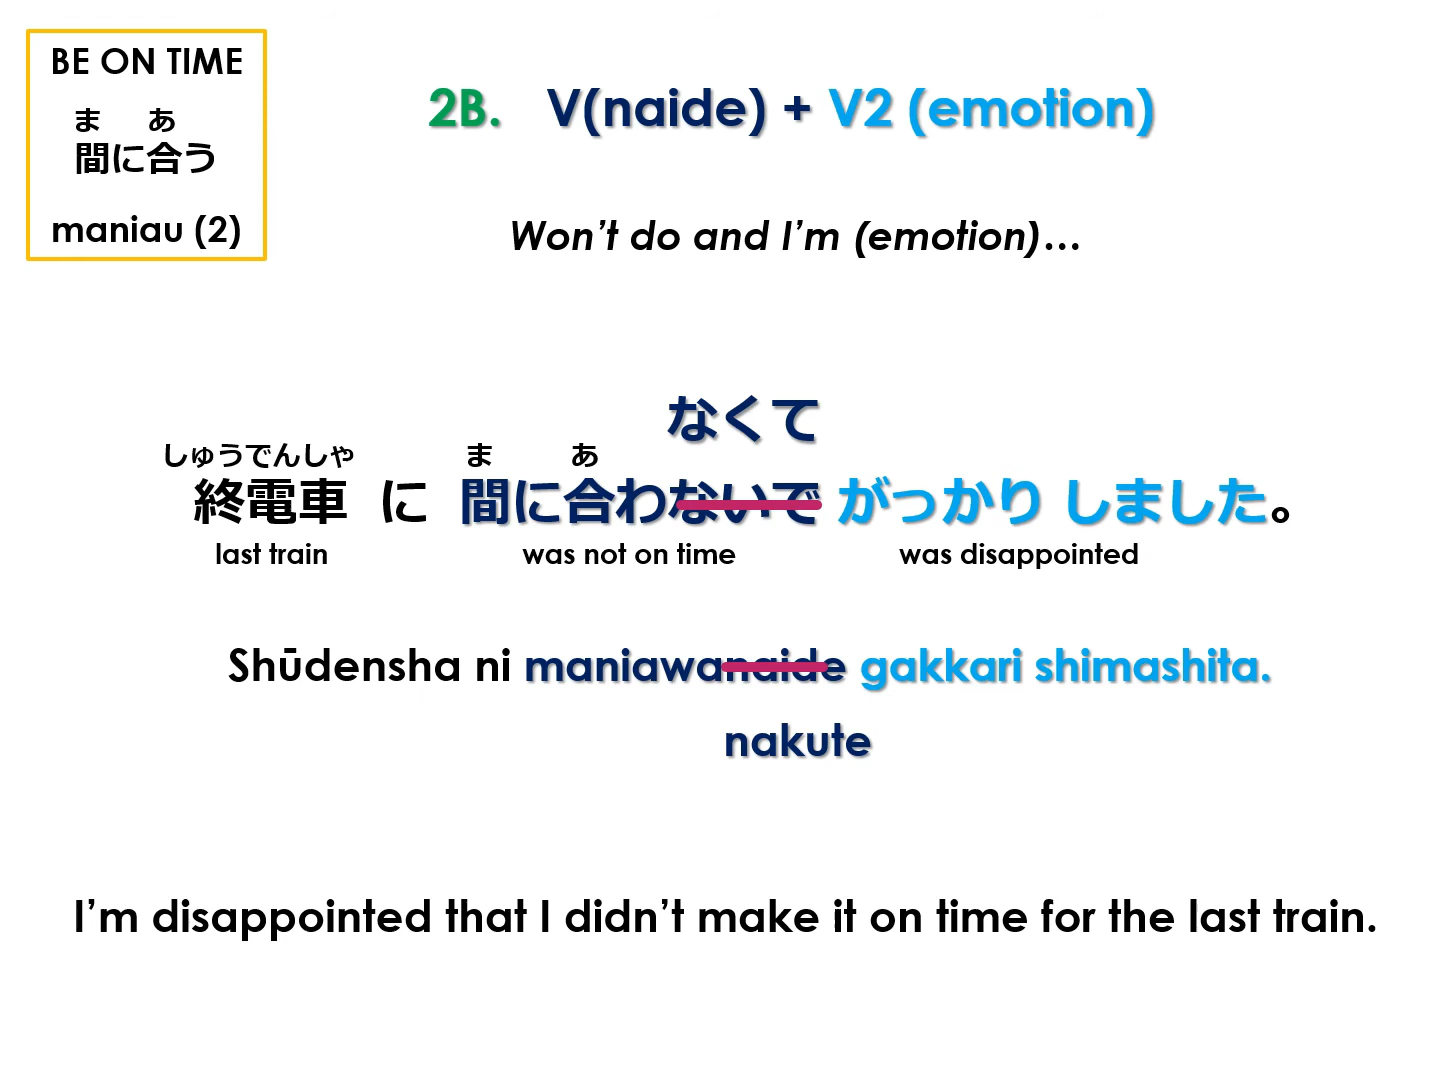 BE ON TIME
ま あ
間に合う
maniau (2)
2B. V(naide) + V2 (emotion)
Won’t do and I’m (emotion)…
なくて
しゅうでんしゃ ま あ
終電車 に 間に合わないで がっかり しました。
last train was not on time was disappointed
Shūdensha ni maniawanaide gakkari shimashita.
nakute
I’m disappointed that I didn’t make it on time for the last train.